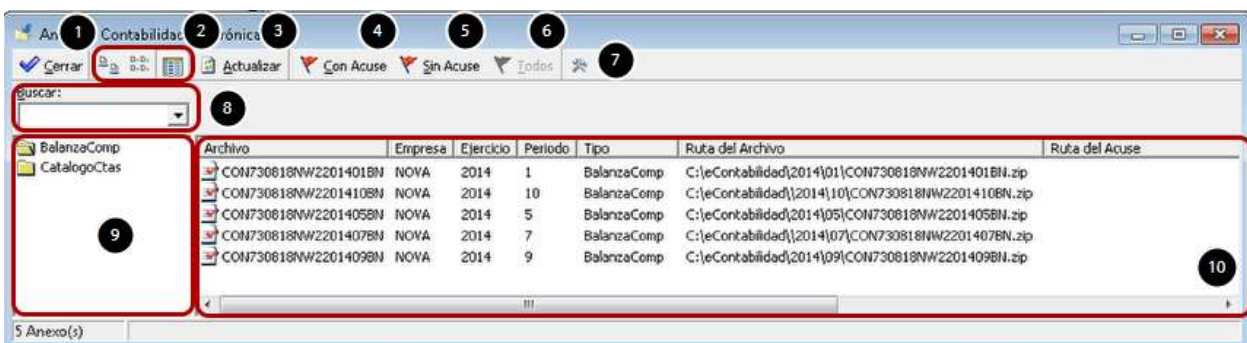 1 2 3 4 5 6
An Contabilidad rónica
Cerrar Actualizar Con Acuse Sin Acuse Todos 7
Buscar: 8
BalanzaComp
CatalogoCtas
9
Archivo Empresa Ejercicio Periodo Tipo Ruta del Archivo Ruta del Acuse
CON730818NW2201401BN NOVA 2014 1 BalanzaComp C:\eContabilidad\2014\01\CON730818NW2201401BN.zip
CON730818NW2201410BN NOVA 2014 10 BalanzaComp C:\eContabilidad\\2014\10\CON730818NW2201410BN.zip
CON730818NW2201405BN NOVA 2014 5 BalanzaComp C:\eContabilidad\2014\05\CON730818NW2201405BN.zip
CON730818NW2201407BN NOVA 2014 7 BalanzaComp C:\eContabilidad\\2014\07\CON730818NW2201407BN.zip
CON730818NW2201409BN NOVA 2014 9 BalanzaComp C:\eContabilidad\2014\09\CON730818NW2201409BN.zip
10
5 Anexo(s)